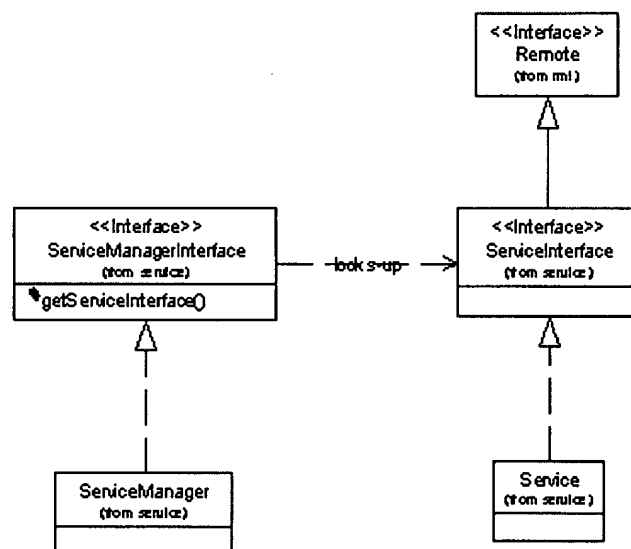 <<Interface>>
Remote
(from rmi)
<<Interface>>
ServiceManagerInterface
(from service)
getServiceInterface()
looks-up
<<Interface>>
ServiceInterface
(from service)
ServiceManager
(from service)
Service
(from service)